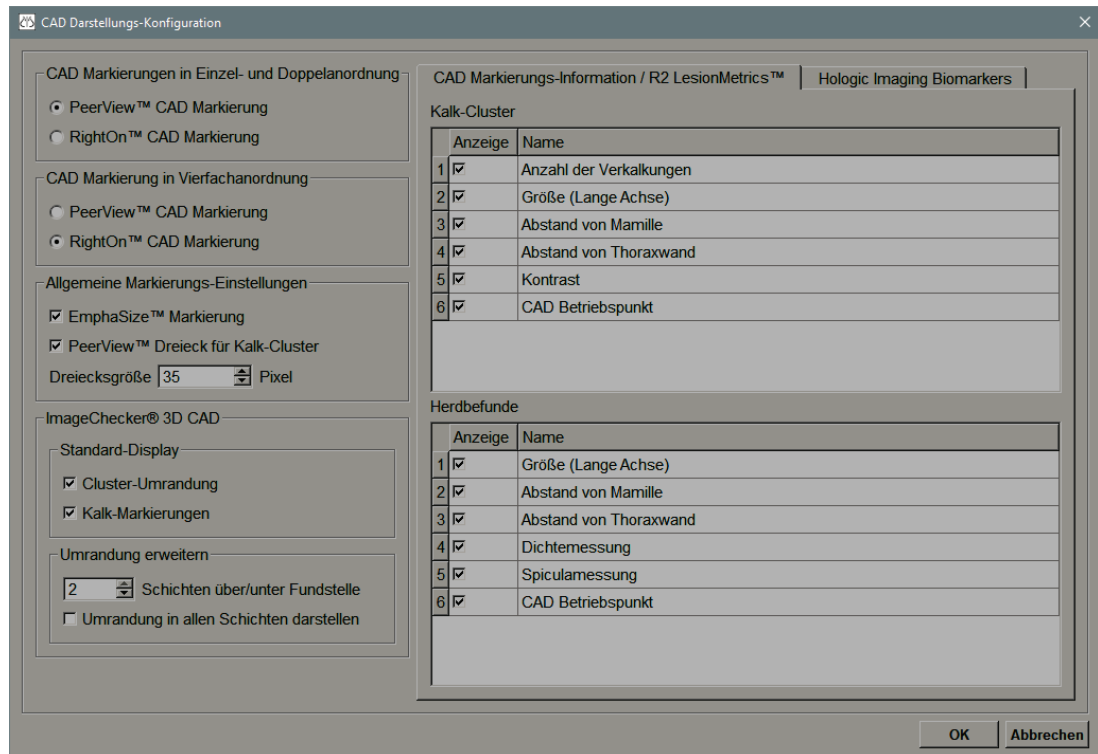 CAD Darstellungs-Konfiguration
CAD Markierungen in Einzel- und Doppelanordnung
PeerView™ CAD Markierung
RightOn™ CAD Markierung
CAD Markierung in Vierfachanordnung
PeerView™ CAD Markierung
RightOn™ CAD Markierung
Allgemeine Markierungs-Einstellungen
EmphaSize™ Markierung
PeerView™ Dreieck für Kalk-Cluster
Dreiecksgröße 35 Pixel
ImageChecker® 3D CAD
Standard-Display
Cluster-Umrandung
Kalk-Markierungen
Umrandung erweitern
2 Schichten über/unter Fundstelle
Umrandung in allen Schichten darstellen
CAD Markierungs-Information / R2 LesionMetrics™ Hologic Imaging Biomarkers
Kalk-Cluster
Anzeige Name
1 Anzahl der Verkalkungen
2 Größe (Lange Achse)
3 Abstand von Mamille
4 Abstand von Thoraxwand
5 Kontrast
6 CAD Betriebspunkt
Herdbefunde
Anzeige Name
1 Größe (Lange Achse)
2 Abstand von Mamille
3 Abstand von Thoraxwand
4 Dichtemessung
5 Spiculamessung
6 CAD Betriebspunkt
OK Abbrechen